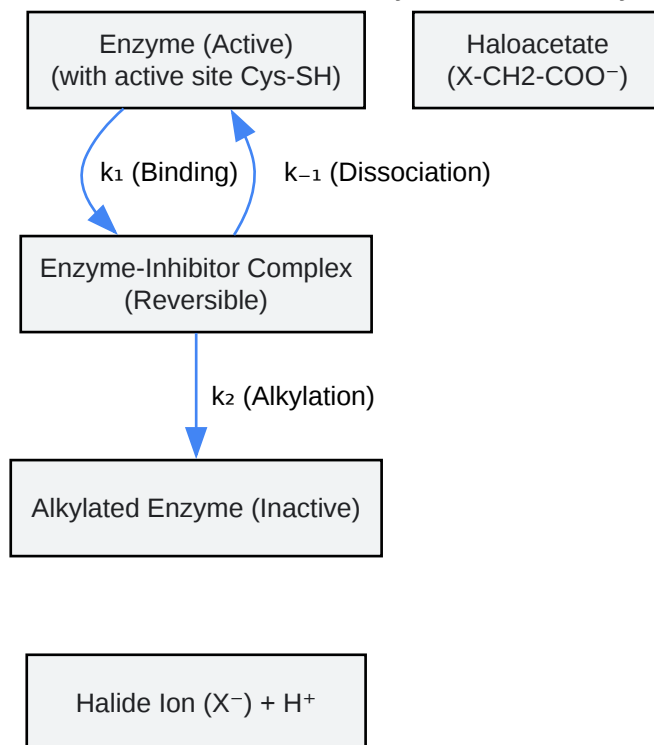 Enzyme (Active)
(with active site Cys-SH)
Haloacetate
(X-CH2-COO⁻)
k₁ (Binding)
k₋₁ (Dissociation)
Enzyme-Inhibitor Complex
(Reversible)
k₂ (Alkylation)
Alkylated Enzyme (Inactive)
Halide Ion (X⁻) + H⁺